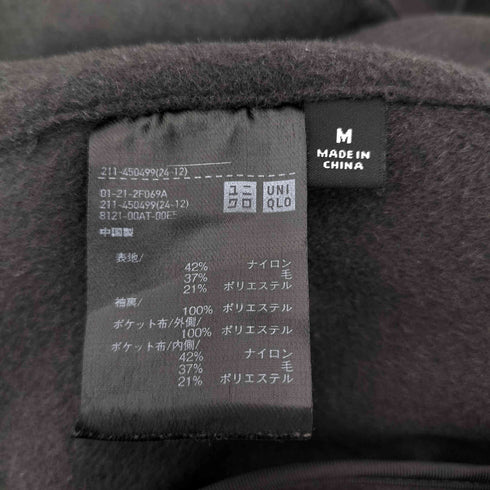 211-450499(24-12)
01-21-2F069A
211-450499(24-12)
中国製
ユニ
クロ
UNI
QLO
表地/
42% ナイロン
37% 毛
21% ポリエステル
袖裏/
100% ポリエステル
ポケット布/外側/
100% ポリエステル
ポケット布/内側/
42% ナイロン
37% 毛
21% ポリエステル
M
MADE IN
CHINA